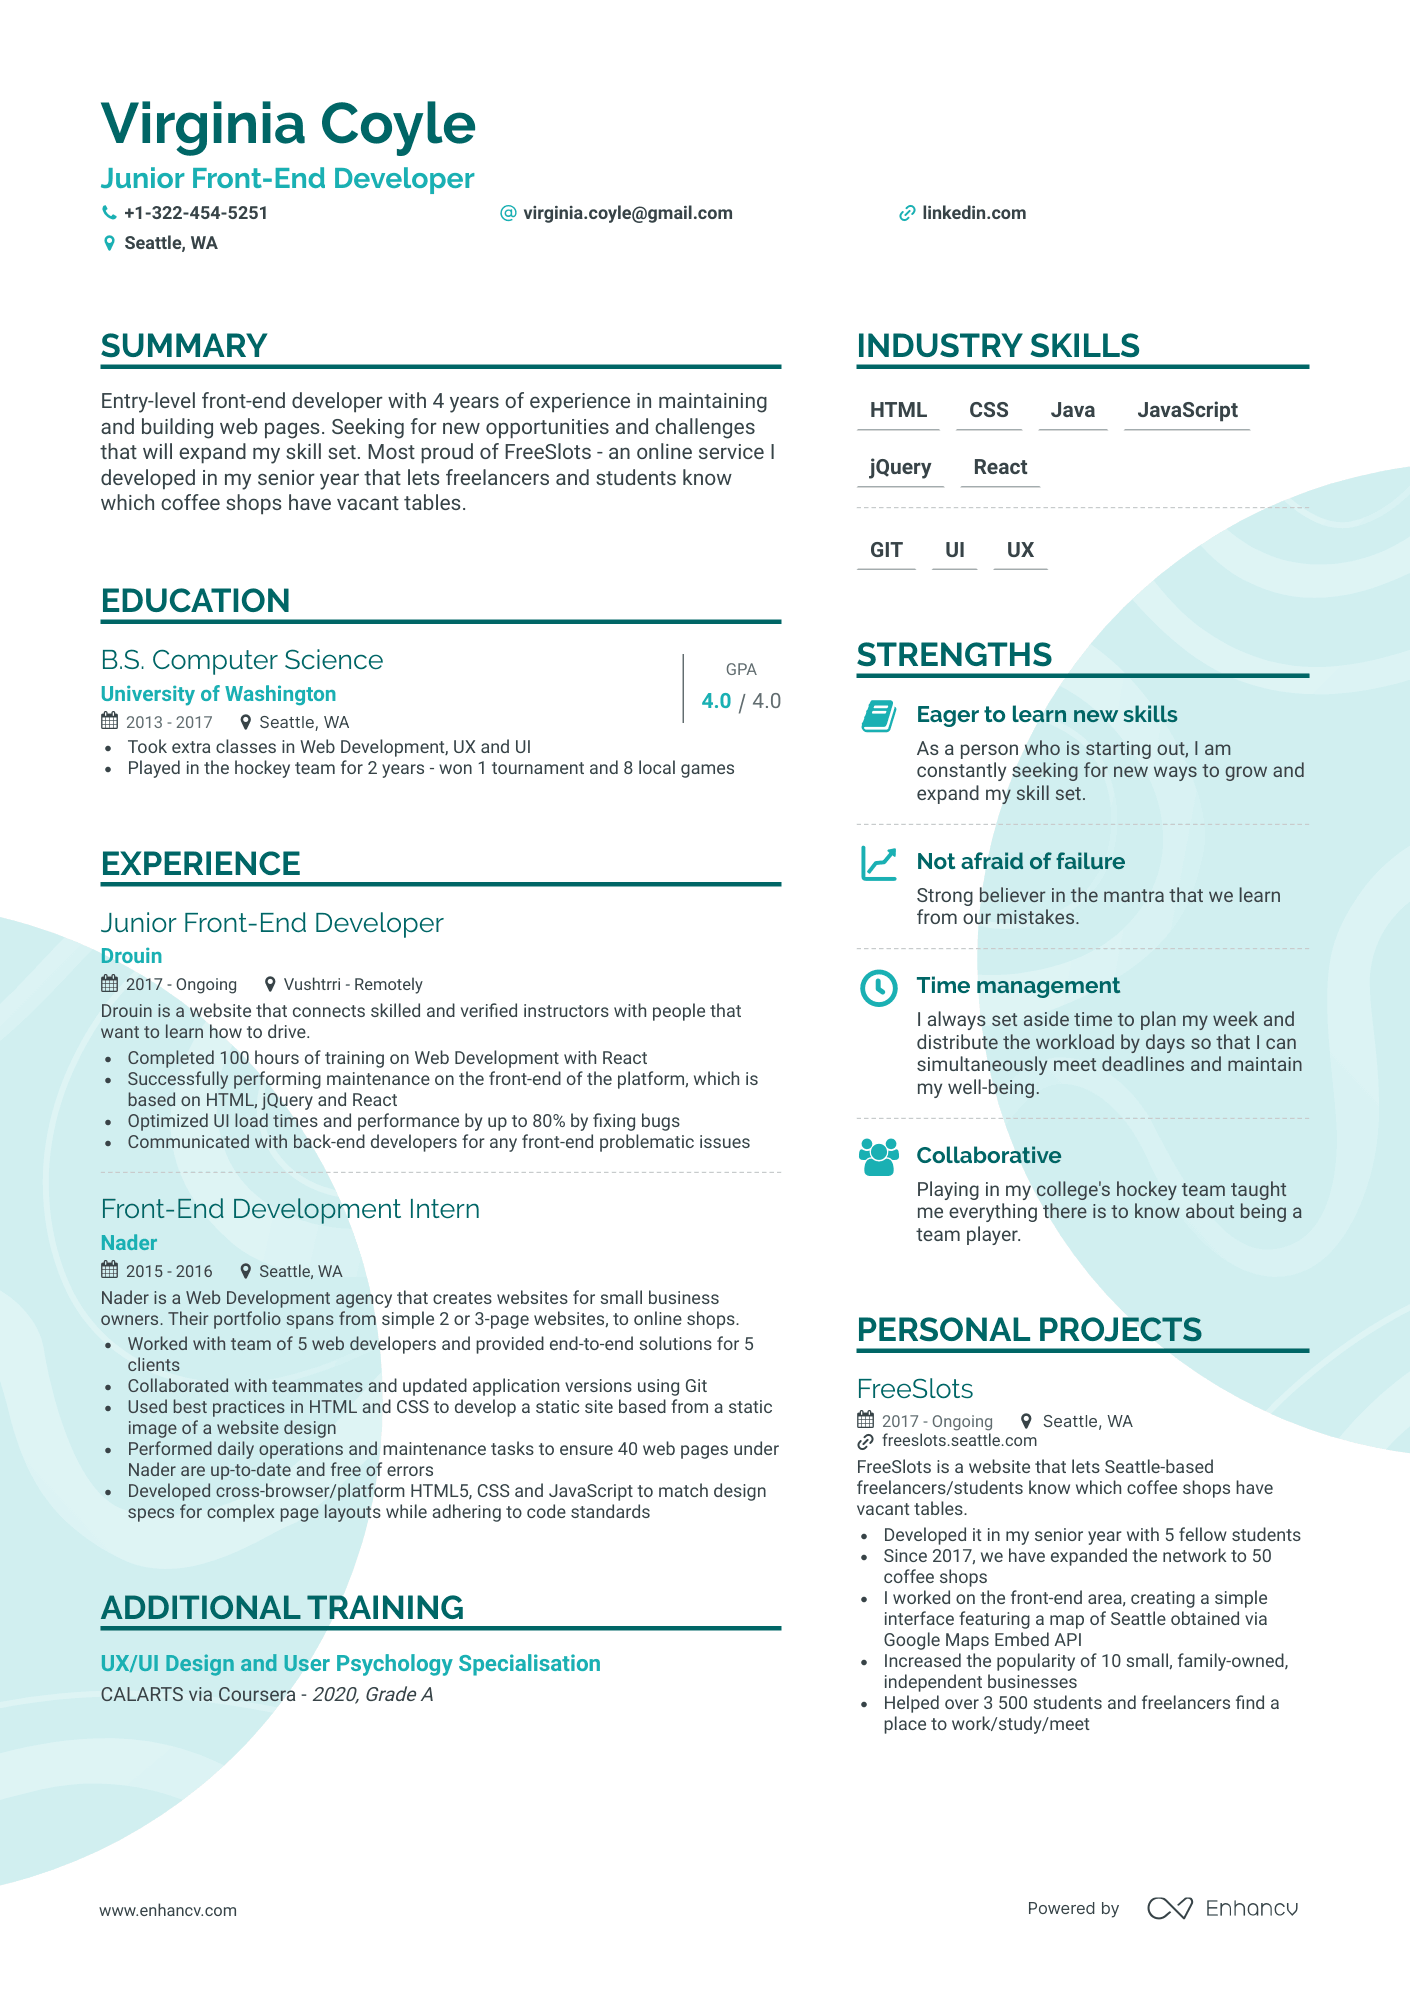 Virginia Coyle
Junior Front-End Developer
+1-322-454-5251
virginia.coyle@gmail.com
linkedin.com
Seattle, WA
SUMMARY
Entry-level front-end developer with 4 years of experience in maintaining
and building web pages. Seeking for new opportunities and challenges
that will expand my skill set. Most proud of FreeSlots - an online service I
developed in my senior year that lets freelancers and students know
which coffee shops have vacant tables.
EDUCATION
B.S. Computer Science
University of Washington
2013 - 2017 Seattle, WA
GPA
4.0 / 4.0
• Took extra classes in Web Development, UX and UI
• Played in the hockey team for 2 years - won 1 tournament and 8 local games
EXPERIENCE
Junior Front-End Developer
Drouin
2017 - Ongoing Vushtrri - Remotely
Drouin is a website that connects skilled and verified instructors with people that
want to learn how to drive.
• Completed 100 hours of training on Web Development with React
• Successfully performing maintenance on the front-end of the platform, which is
based on HTML, jQuery and React
• Optimized UI load times and performance by up to 80% by fixing bugs
• Communicated with back-end developers for any front-end problematic issues
Front-End Development Intern
Nader
2015 - 2016 Seattle, WA
Nader is a Web Development agency that creates websites for small business
owners. Their portfolio spans from simple 2 or 3-page websites, to online shops.
• Worked with team of 5 web developers and provided end-to-end solutions for 5
clients
• Collaborated with teammates and updated application versions using Git
• Used best practices in HTML and CSS to develop a static site based from a static
image of a website design
• Performed daily operations and maintenance tasks to ensure 40 web pages under
Nader are up-to-date and free of errors
• Developed cross-browser/platform HTML5, CSS and JavaScript to match design
specs for complex page layouts while adhering to code standards
ADDITIONAL TRAINING
UX/UI Design and User Psychology Specialisation
CALARTS via Coursera - 2020, Grade A
INDUSTRY SKILLS
HTML CSS Java JavaScript
jQuery React
GIT UI UX
STRENGTHS
Eager to learn new skills
As a person who is starting out, I am
constantly seeking for new ways to grow and
expand my skill set.
Not afraid of failure
Strong believer in the mantra that we learn
from our mistakes.
Time management
I always set aside time to plan my week and
distribute the workload by days so that I can
simultaneously meet deadlines and maintain
my well-being.
Collaborative
Playing in my college's hockey team taught
me everything there is to know about being a
team player.
PERSONAL PROJECTS
FreeSlots
2017 - Ongoing Seattle, WA
freeslots.seattle.com
FreeSlots is a website that lets Seattle-based
freelancers/students know which coffee shops have
vacant tables.
• Developed it in my senior year with 5 fellow students
• Since 2017, we have expanded the network to 50
coffee shops
• I worked on the front-end area, creating a simple
interface featuring a map of Seattle obtained via
Google Maps Embed API
• Increased the popularity of 10 small, family-owned,
independent businesses
• Helped over 3 500 students and freelancers find a
place to work/study/meet
www.enhancv.com
Powered by Enhancv